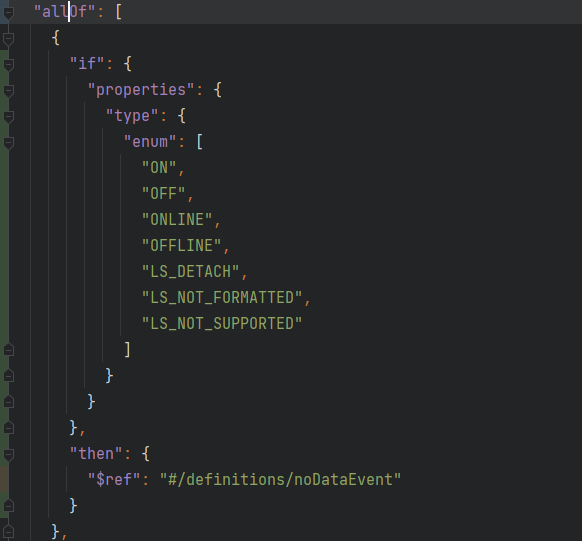 "allOf": [
{
"if": {
"properties": {
"type": {
"enum": [
"ON",
"OFF",
"ONLINE",
"OFFLINE",
"LS_DETACH",
"LS_NOT_FORMATTED",
"LS_NOT_SUPPORTED"
]
}
}
},
"then": {
"$ref": "#/definitions/noDataEvent"
}
},